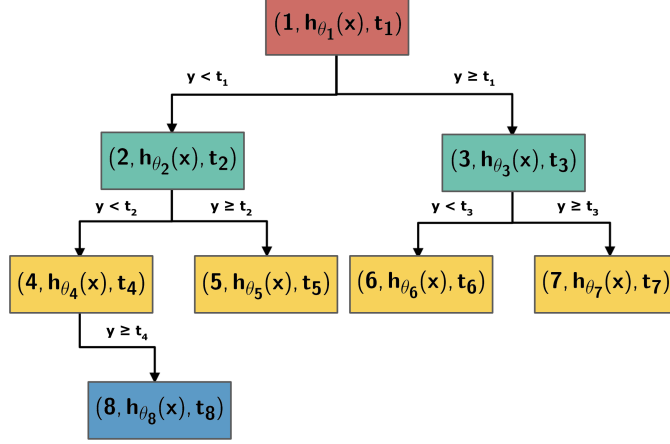 (1, h_θ₁(x), t₁)
y < t₁
y ≥ t₁
(2, h_θ₂(x), t₂)
(3, h_θ₃(x), t₃)
y < t₂
y ≥ t₂
y < t₃
y ≥ t₃
(4, h_θ₄(x), t₄)
(5, h_θ₅(x), t₅)
(6, h_θ₆(x), t₆)
(7, h_θ₇(x), t₇)
y ≥ t₄
(8, h_θ₈(x), t₈)